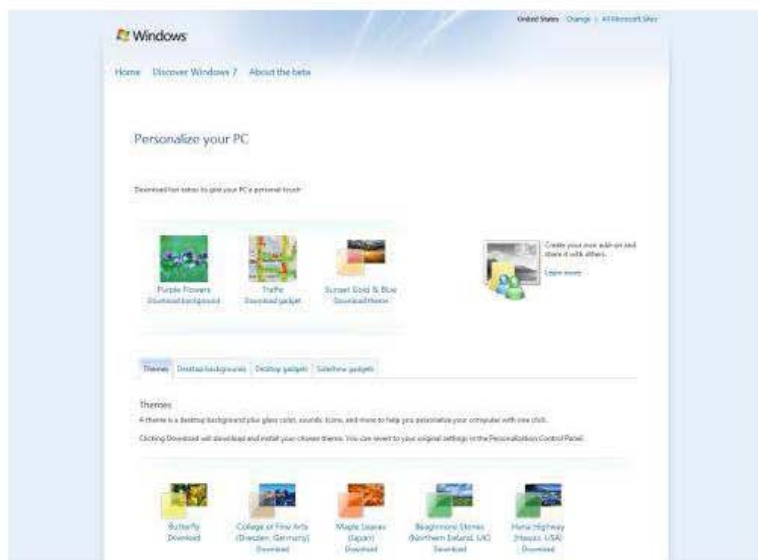 United States Change | All Microsoft Sites
Windows
Home Discover Windows 7 About the beta
Personalize your PC
Download fun extras to give your PC a personal touch
Purple Flowers
Download background
Traffic
Download gadget
Sunset Gold & Blue
Download theme
Create your own add-on and
share it with others.
Learn more
Themes Desktop backgrounds Desktop gadgets Sideshow gadgets
Themes
A theme is a desktop background plus glass color, sounds, icons, and more to help you personalize your computer with one click.
Clicking Download will download and install your chosen theme. You can revert to your original settings in the Personalization Control Panel.
Butterfly
Download
College of Fine Arts
(Dresden, Germany)
Download
Maple Leaves
(Japan)
Download
Beaghmore Stones
(Northern Ireland, UK)
Download
Hana Highway
(Hawaii, USA)
Download